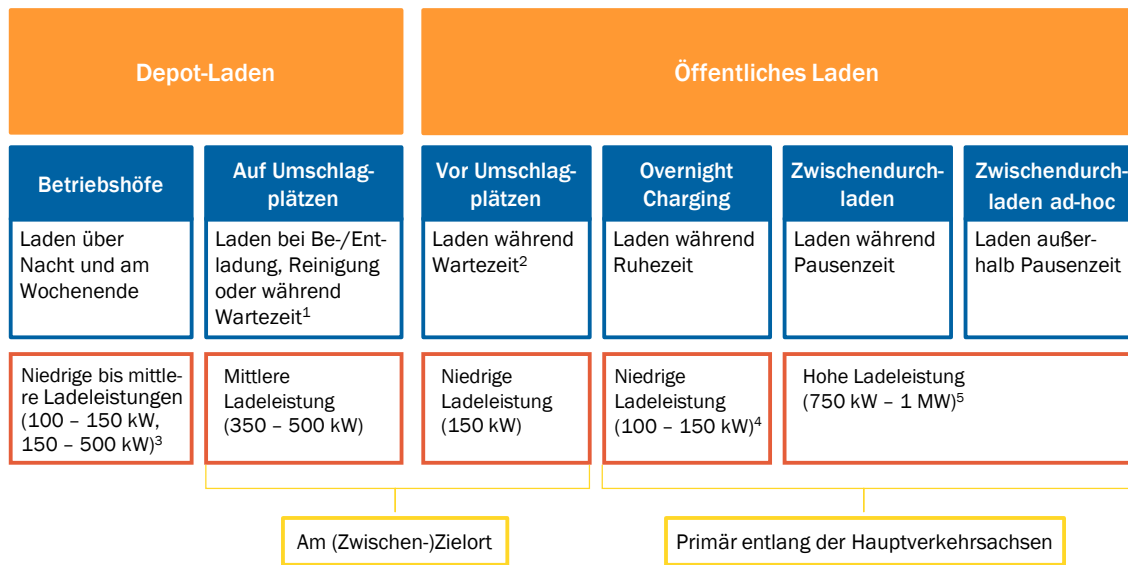 Depot-Laden
Öffentliches Laden
Betriebshöfe
Auf Umschlag-
plätzen
Vor Umschlag-
plätzen
Overnight
Charging
Zwischendurch-
laden
Zwischendurch-
laden ad-hoc
Laden über
Nacht und am
Wochenende
Laden bei Be-/Ent-
ladung, Reinigung
oder während
Wartezeit¹
Laden während
Wartezeit²
Laden während
Ruhezeit
Laden während
Pausenzeit
Laden außer-
halb Pausenzeit
Niedrige bis mittle-
re Ladeleistungen
(100 – 150 kW,
150 – 500 kW)³
Mittlere
Ladeleistung
(350 – 500 kW)
Niedrige
Ladeleistung
(150 kW)
Niedrige
Ladeleistung
(100 – 150 kW)⁴
Hohe Ladeleistung
(750 kW – 1 MW)⁵
Am (Zwischen-)Zielort
Primär entlang der Hauptverkehrsachsen